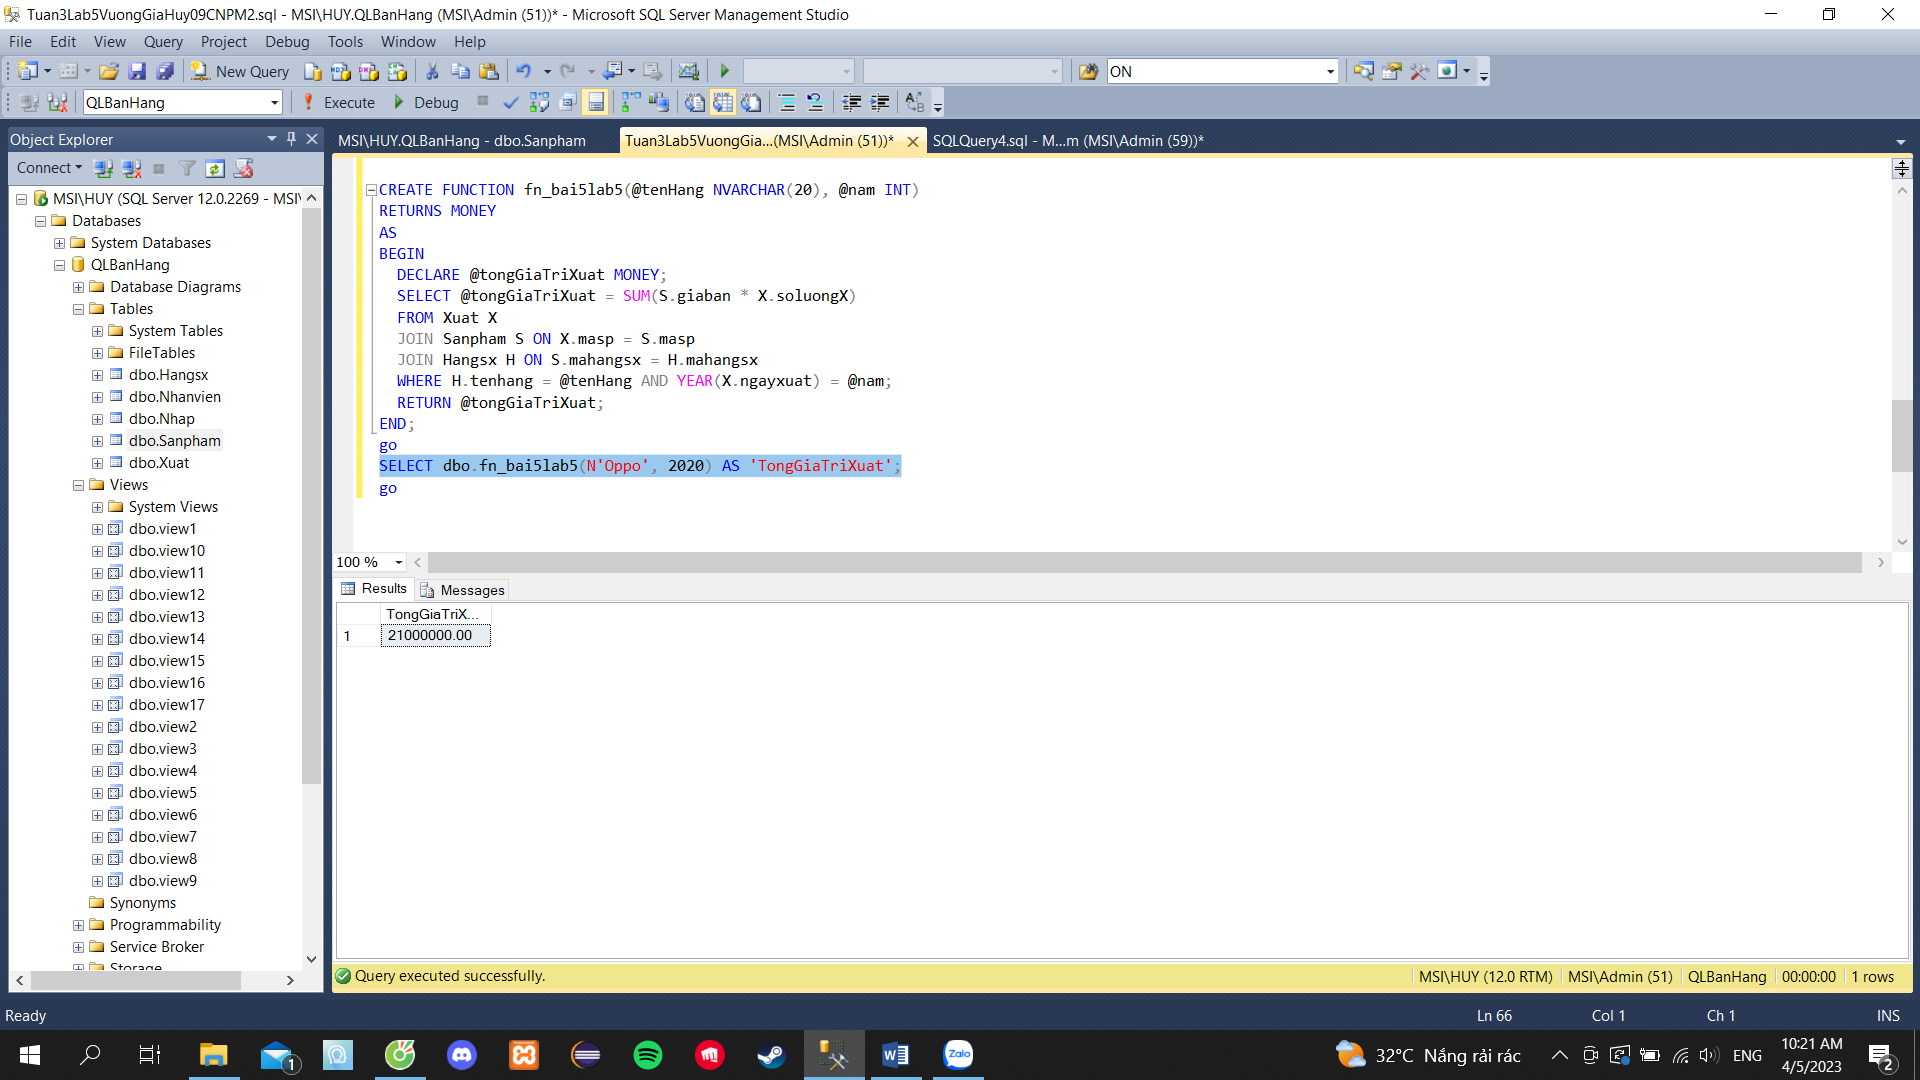 Tuan3Lab5VuongGiaHuy09CNPM2.sql - MSI\HUY.QLBanHang (MSI\Admin (51))* - Microsoft SQL Server Management Studio
File Edit View Query Project Debug Tools Window Help
New Query
ON
QLBanHang
Execute
Debug
Object Explorer
Connect
MSI\HUY (SQL Server 12.0.2269 - MSI\
Databases
System Databases
QLBanHang
Database Diagrams
Tables
System Tables
FileTables
dbo.Hangsx
dbo.Nhanvien
dbo.Nhap
dbo.Sanpham
dbo.Xuat
Views
System Views
dbo.view1
dbo.view10
dbo.view11
dbo.view12
dbo.view13
dbo.view14
dbo.view15
dbo.view16
dbo.view17
dbo.view2
dbo.view3
dbo.view4
dbo.view5
dbo.view6
dbo.view7
dbo.view8
dbo.view9
Synonyms
Programmability
Service Broker
Storage
MSI\HUY.QLBanHang - dbo.Sanpham
Tuan3Lab5VuongGia...(MSI\Admin (51))*
SQLQuery4.sql - M...m (MSI\Admin (59))*
CREATE FUNCTION fn_bai5lab5(@tenHang NVARCHAR(20), @nam INT)
RETURNS MONEY
AS
BEGIN
DECLARE @tongGiaTriXuat MONEY;
SELECT @tongGiaTriXuat = SUM(S.giaban * X.soluongX)
FROM Xuat X
JOIN Sanpham S ON X.masp = S.masp
JOIN Hangsx H ON S.mahangsx = H.mahangsx
WHERE H.tenhang = @tenHang AND YEAR(X.ngayxuat) = @nam;
RETURN @tongGiaTriXuat;
END;
go
SELECT dbo.fn_bai5lab5(N'Oppo', 2020) AS 'TongGiaTriXuat';
go
100 %
Results
Messages
TongGiaTriX...
1 21000000.00
Query executed successfully.
MSI\HUY (12.0 RTM)
MSI\Admin (51)
QLBanHang
00:00:00
1 rows
Ready
Ln 66
Col 1
Ch 1
INS
1
Zalo
32°C Nắng rải rác
ENG
10:21 AM
4/5/2023
2